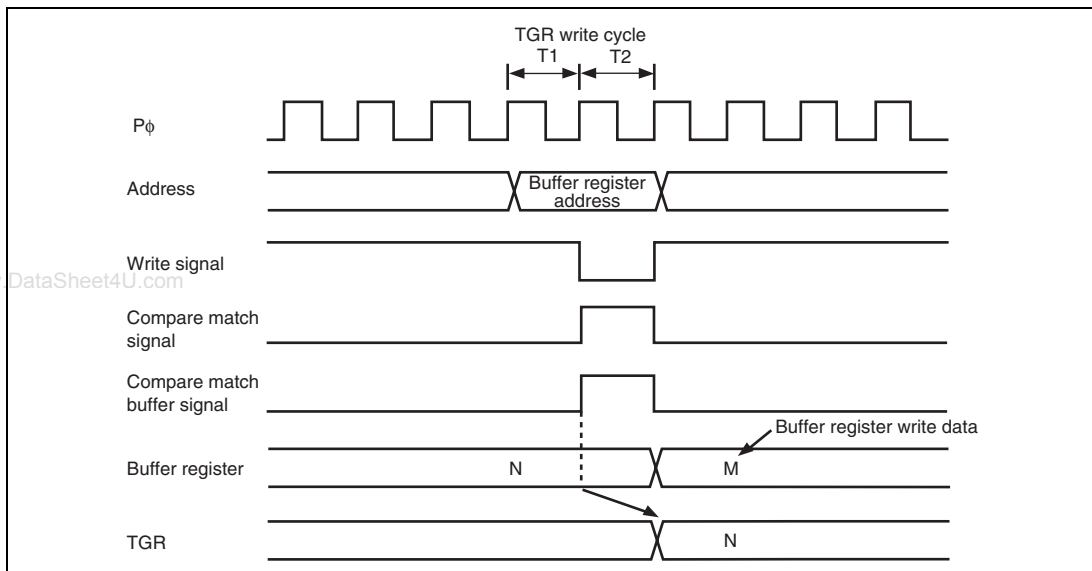 TGR write cycle
T1 T2
Pϕ
Address
Buffer register
address
Write signal
.DataSheet4U.com
Compare match
signal
Compare match
buffer signal
Buffer register write data
Buffer register
N M
TGR
N